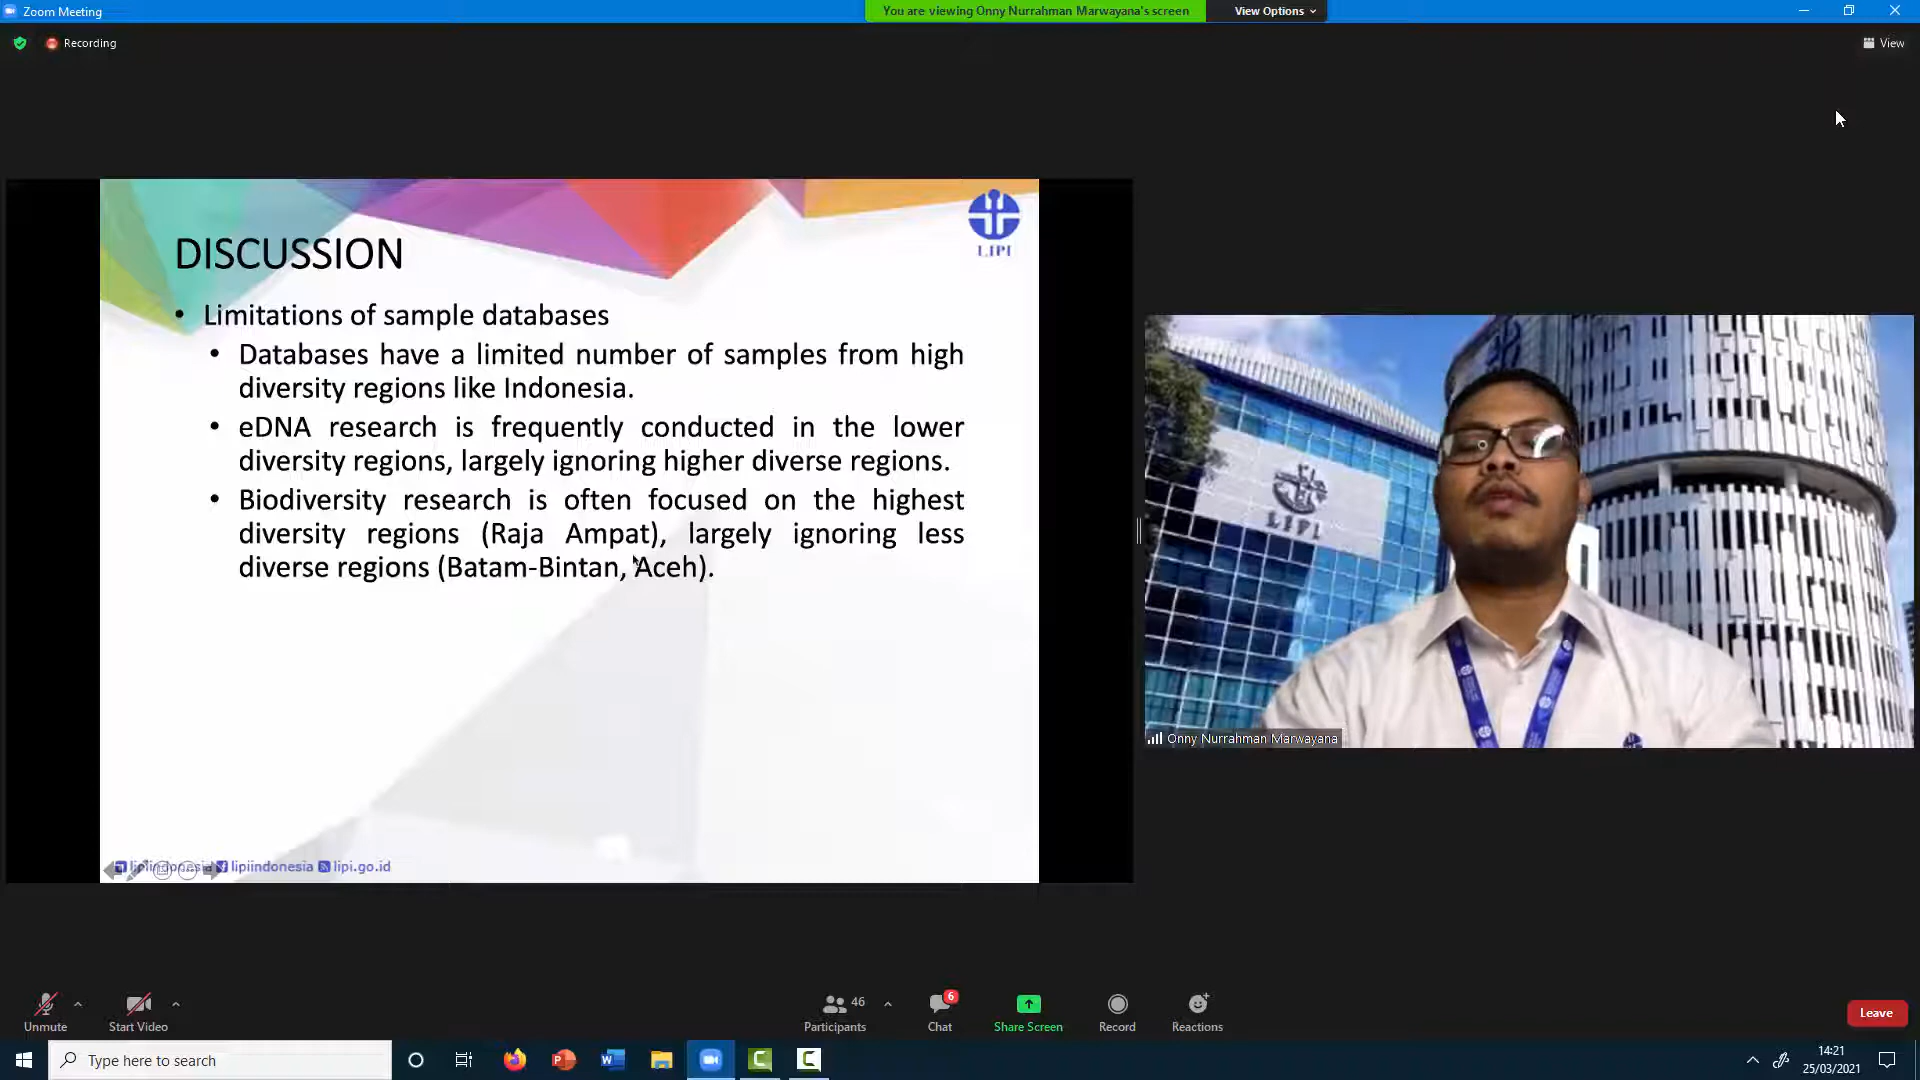 Zoom Meeting
You are viewing Onny Nurrahman Marwayana's screen
View Options
Recording
View
LIPI
DISCUSSION
• Limitations of sample databases
• Databases have a limited number of samples from high
diversity regions like Indonesia.
• eDNA research is frequently conducted in the lower
diversity regions, largely ignoring higher diverse regions.
• Biodiversity research is often focused on the highest
diversity regions (Raja Ampat), largely ignoring less
diverse regions (Batam-Bintan, Aceh).
lipiindonesia lipiindonesia lipi.go.id
LIPI
Onny Nurrahman Marwayana
Unmute
Start Video
46
Participants
6
Chat
Share Screen
Record
Reactions
Leave
Type here to search
14:21
25/03/2021